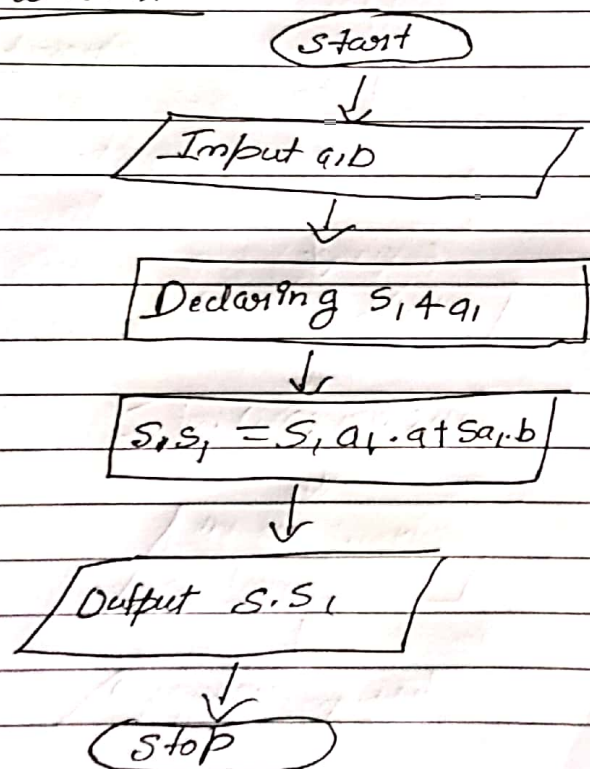 Start
Input a,b
Declaring S,4a,
S.S, = S, a,.a+Sa,.b
Output S.S,
Stop